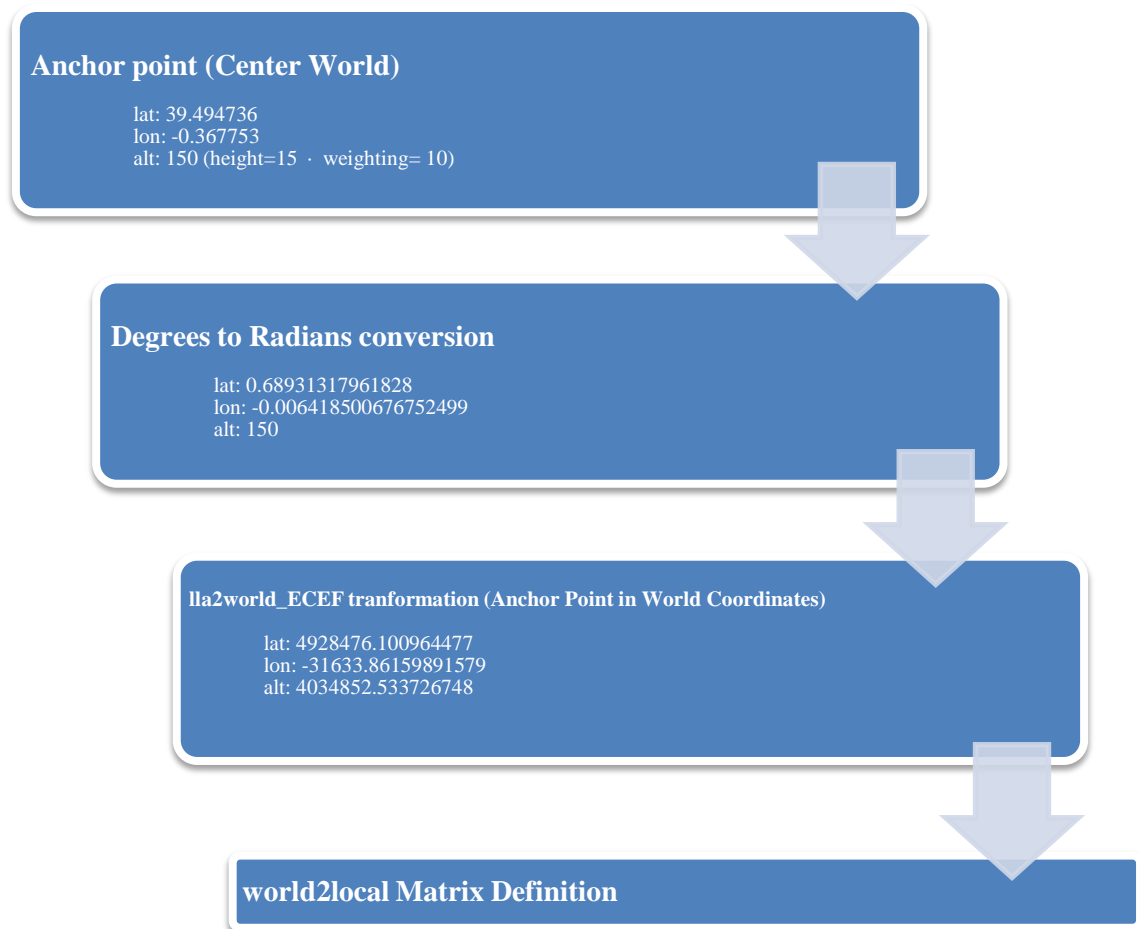 Anchor point (Center World)
lat: 39.494736
lon: -0.367753
alt: 150 (height=15 · weighting= 10)
Degrees to Radians conversion
lat: 0.68931317961828
lon: -0.006418500676752499
alt: 150
lla2world_ECEF tranformation (Anchor Point in World Coordinates)
lat: 4928476.100964477
lon: -31633.86159891579
alt: 4034852.533726748
world2local Matrix Definition